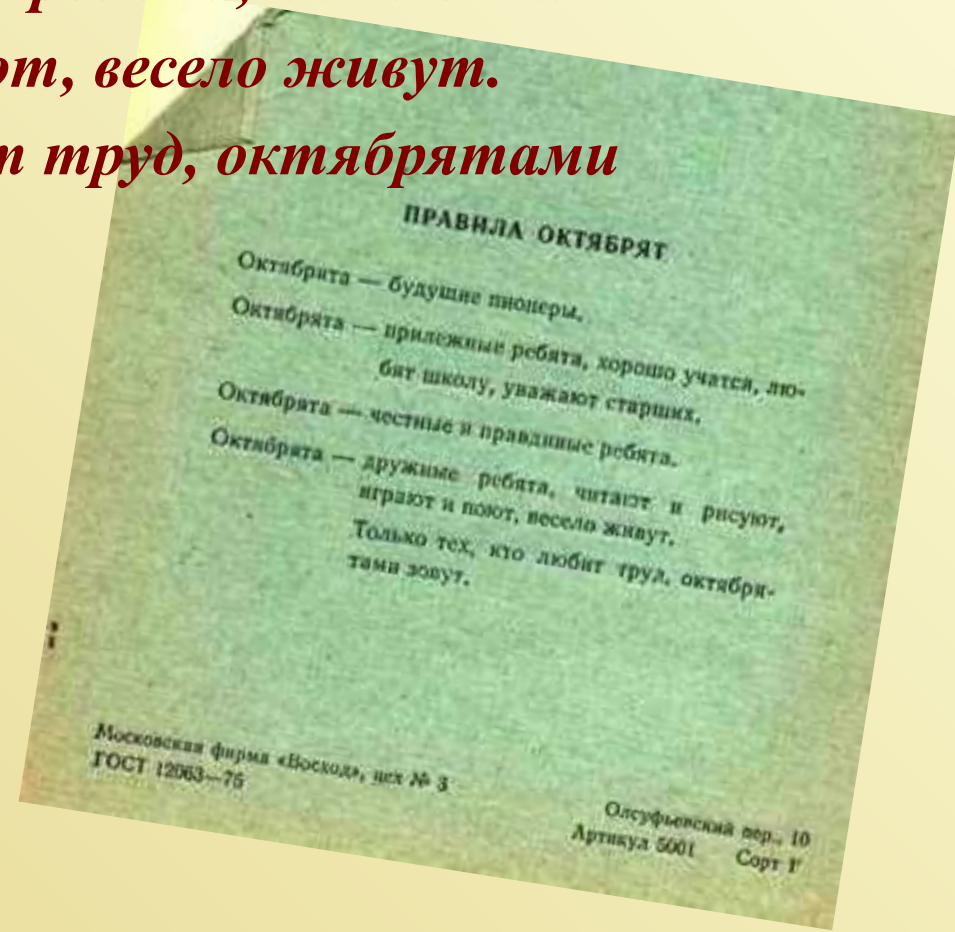 от, весело живут.
т труд, октябрятами
ПРАВИЛА ОКТЯБРЯТ
Октябрята — будущие пионеры.
Октябрята — прилежные ребята, хорошо учатся, лю-
бят школу, уважают старших.
Октябрята — честные и правдивые ребята.
Октябрята — дружные ребята, читают и рисуют,
играют и поют, весело живут.
Только тех, кто любит труд, октября-
тами зовут.
Московская фирма «Восход», цех № 3
ГОСТ 12063—75
Олсуфьевский пер., 10
Артикул 5001 Сорт I